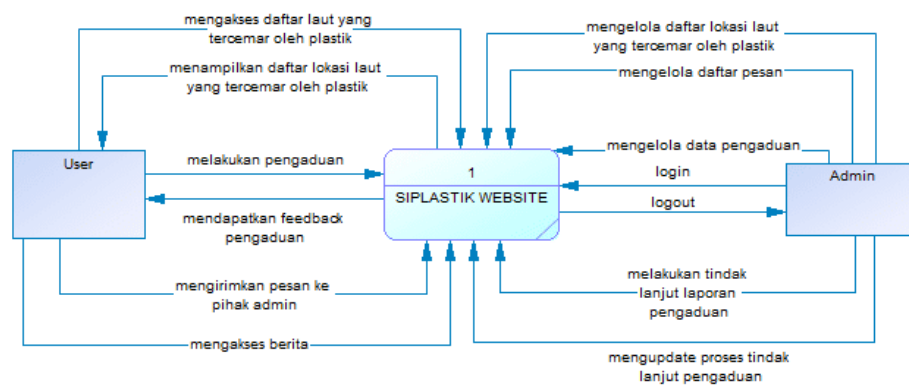 mengakses daftar laut yang
tercemar oleh plastik
menampilkan daftar lokasi laut
yang tercemar oleh plastik
User
melakukan pengaduan
mendapatkan feedback
pengaduan
mengirimkan pesan ke
pihak admin
mengakses berita
1
SIPLASTIK WEBSITE
mengelola daftar lokasi laut
yang tercemar oleh plastik
mengelola daftar pesan
mengelola data pengaduan
login
logout
Admin
melakukan tindak
lanjut laporan
pengaduan
mengupdate proses tindak
lanjut pengaduan